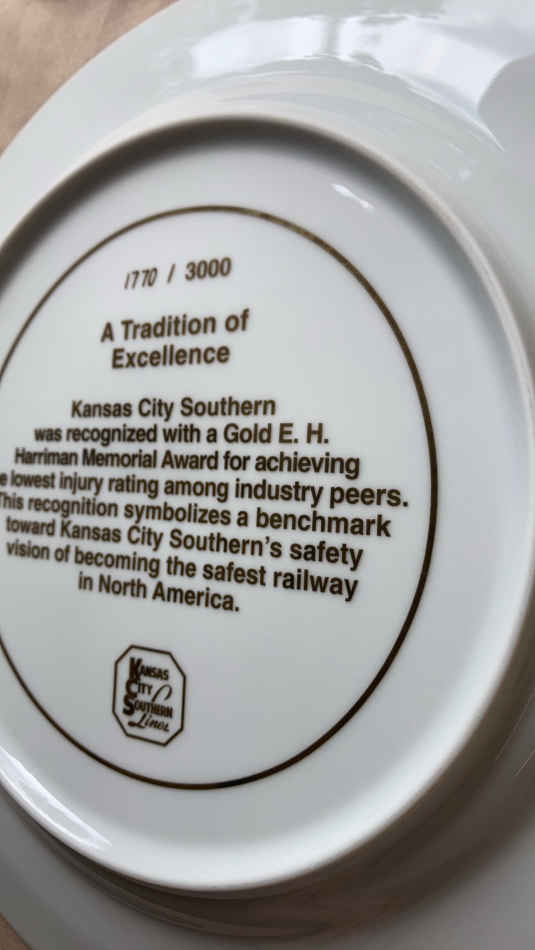 1770 / 3000
A Tradition of
Excellence
Kansas City Southern
was recognized with a Gold E. H.
Harriman Memorial Award for achieving
e lowest injury rating among industry peers.
This recognition symbolizes a benchmark
toward Kansas City Southern's safety
vision of becoming the safest railway
in North America.
KANSAS
CITY
SOUTHERN
Lines